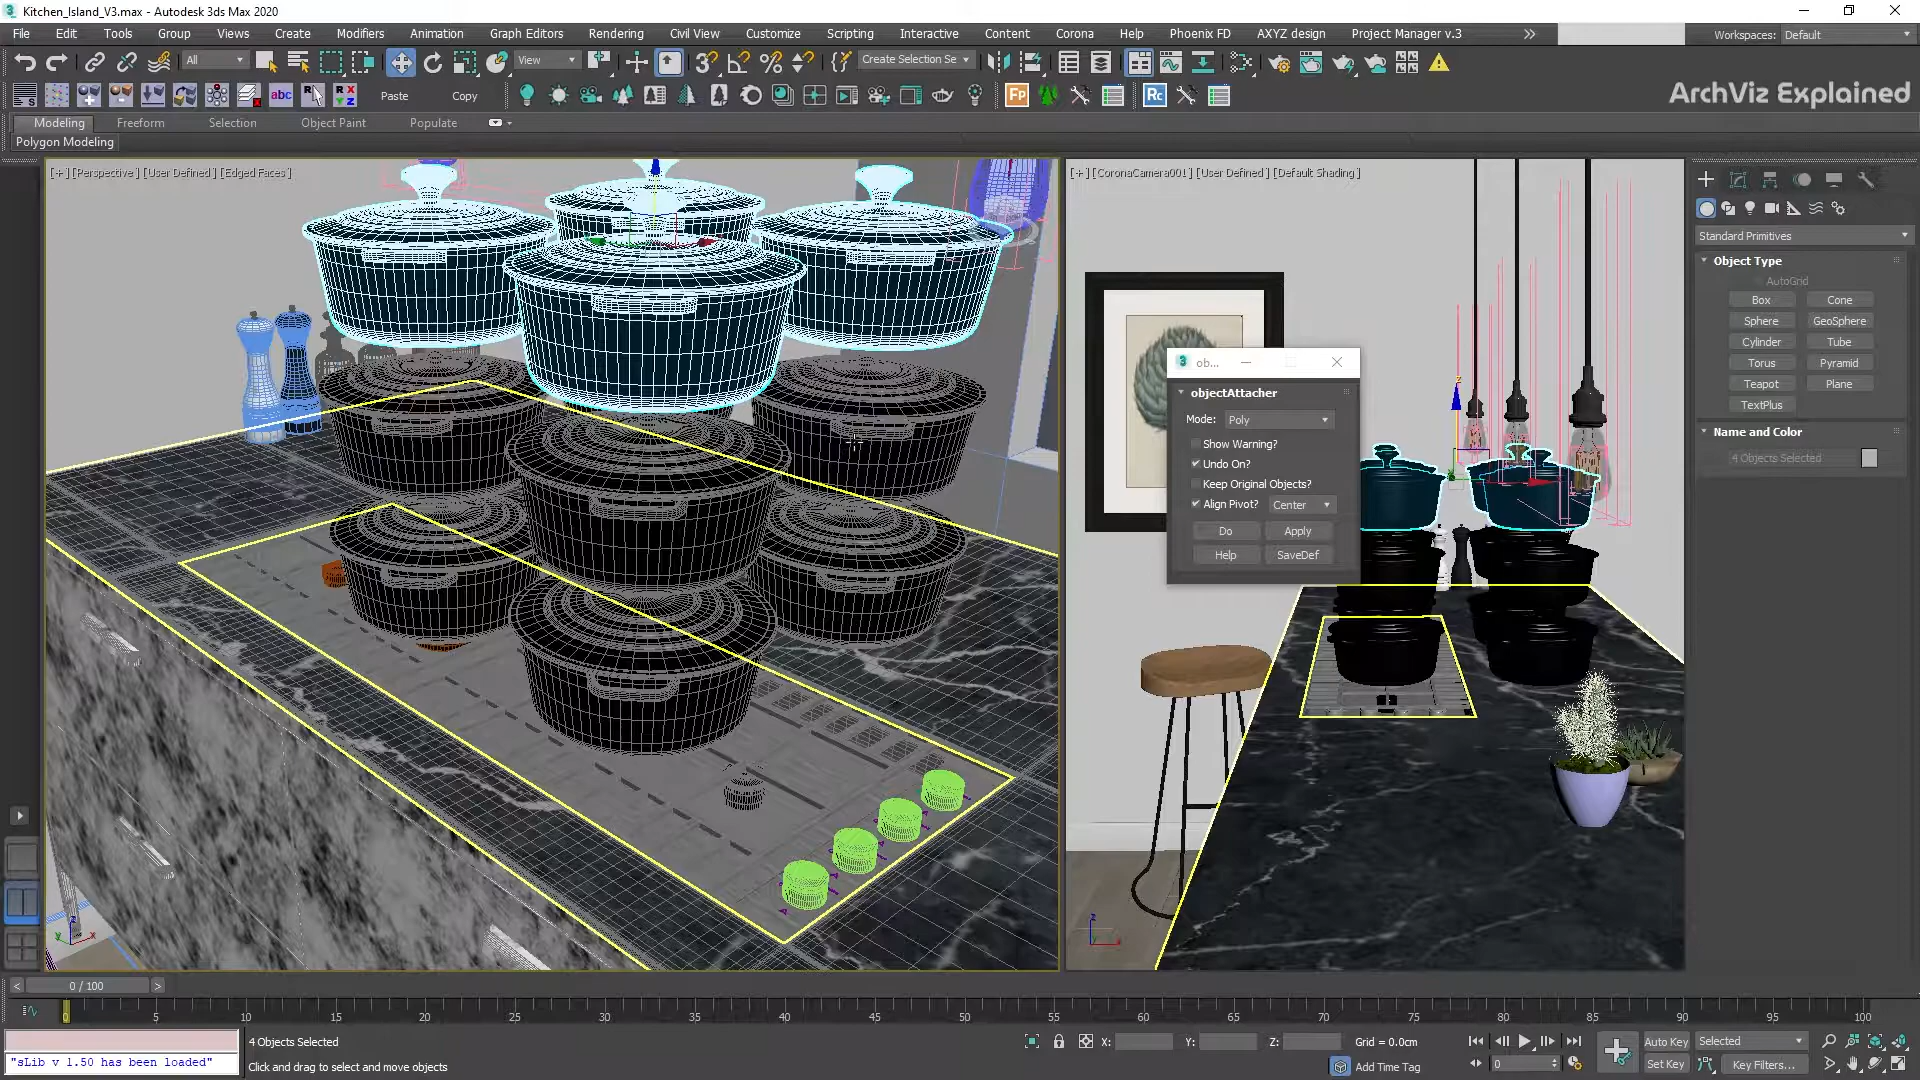 Kitchen_Island_V3.max - Autodesk 3ds Max 2020
File Edit Tools Group Views Create Modifiers Animation Graph Editors Rendering Civil View Customize Scripting Interactive Content Corona Help Phoenix FD AXYZ design Project Manager v.3 Workspaces: Default
All View Create Selection Se
abc Paste Copy Fp Rc
ArchViz Explained
Modeling Freeform Selection Object Paint Populate
Polygon Modeling
[+][Perspective][User Defined][Edged Faces]
[+][CoronaCamera001][User Defined][Default Shading]
Standard Primitives
Object Type
AutoGrid
Box Cone
Sphere GeoSphere
Cylinder Tube
Torus Pyramid
Teapot Plane
TextPlus
Name and Color
4 Objects Selected
ob...
objectAttacher
Mode: Poly
Show Warning?
Undo On?
Keep Original Objects?
Align Pivot? Center
Do Apply
Help SaveDef
0 / 100
0 5 10 15 20 25 30 35 40 45 50 55 60 65 70 75 80 85 90 95 100
4 Objects Selected X: Y: Z: Grid = 0.0cm Auto Key Selected
"sLib v 1.50 has been loaded" Click and drag to select and move objects Add Time Tag 0 Set Key Key Filters...